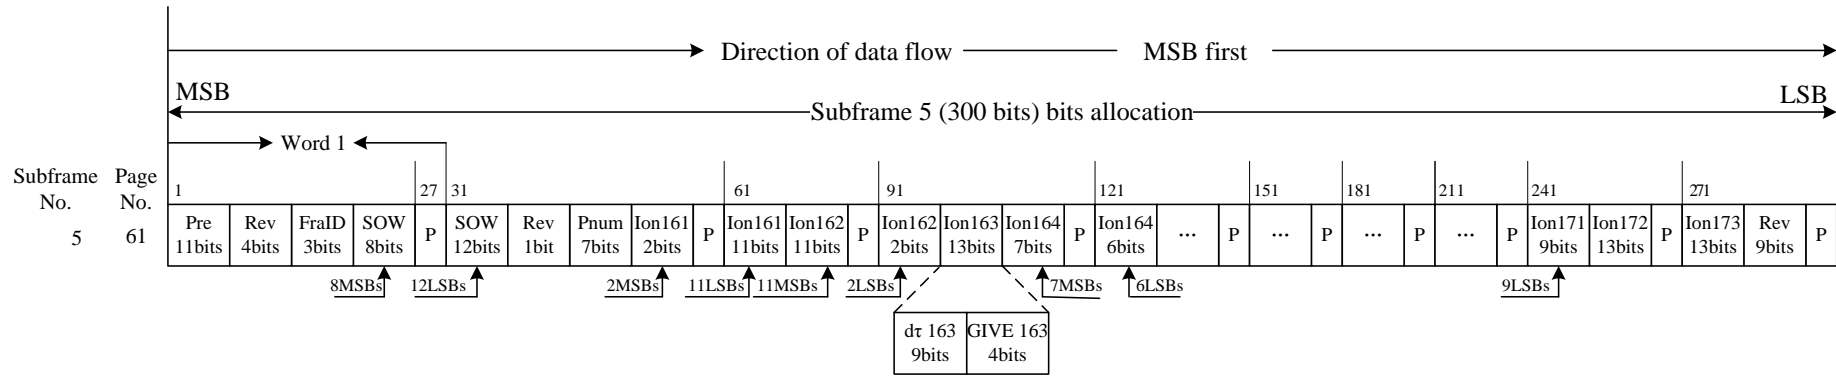 Direction of data flow
MSB first
MSB
LSB
Subframe 5 (300 bits) bits allocation
Word 1
Subframe
No.
Page
No.
1
27
31
61
91
121
151
181
211
241
271
5
61
Pre
11bits
Rev
4bits
FraID
3bits
SOW
8bits
P
SOW
12bits
Rev
1bit
Pnum
7bits
Ion161
2bits
P
Ion161
11bits
Ion162
11bits
P
Ion162
2bits
Ion163
13bits
Ion164
7bits
P
Ion164
6bits
...
P
...
P
...
P
...
P
Ion171
9bits
Ion172
13bits
P
Ion173
13bits
Rev
9bits
P
8MSBs
12LSBs
2MSBs
11LSBs
11MSBs
2LSBs
7MSBs
6LSBs
9LSBs
dτ 163
9bits
GIVE 163
4bits